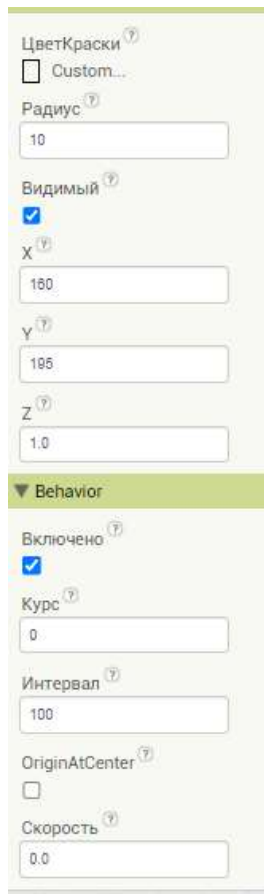 ЦветКраски ?
Custom...
Радиус ?
10
Видимый ?
X ?
160
Y ?
195
Z ?
1.0
Behavior
Включено ?
Курс ?
0
Интервал ?
100
OriginAtCenter ?
Скорость ?
0.0